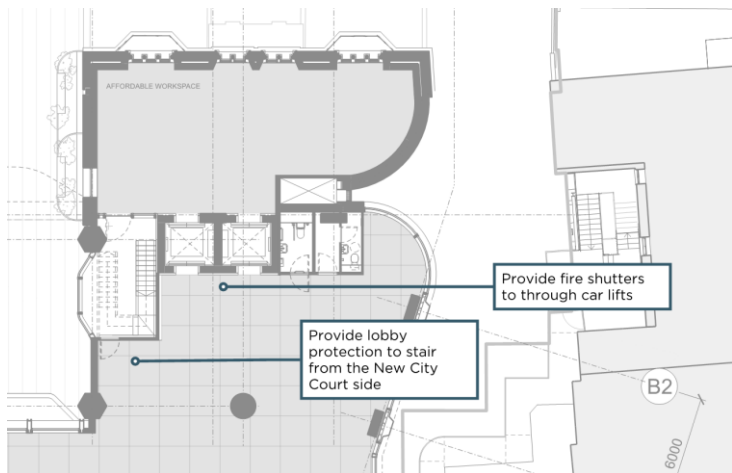 AFFORDABLE WORKSPACE
Provide fire shutters
to through car lifts
Provide lobby
protection to stair
from the New City
Court side
B2
6000